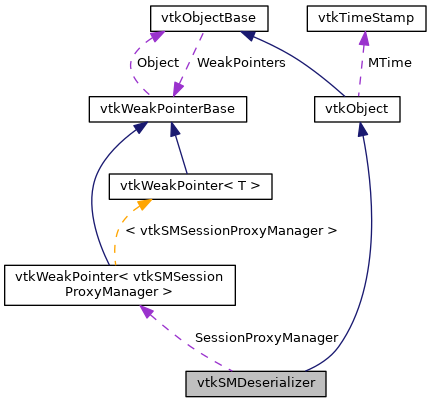 vtkObjectBase
vtkTimeStamp
Object
WeakPointers
MTime
vtkWeakPointerBase
vtkObject
vtkWeakPointer< T >
< vtkSMSessionProxyManager >
vtkWeakPointer< vtkSMSession
ProxyManager >
SessionProxyManager
vtkSMDeserializer